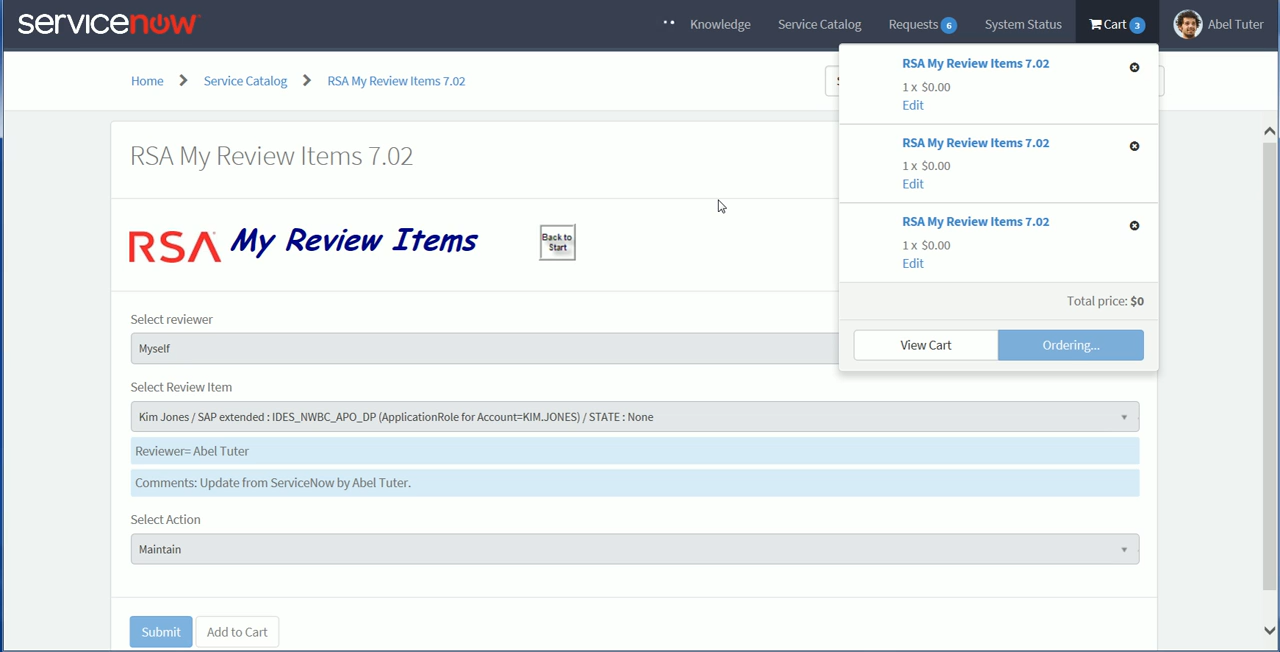 servicenow
Knowledge
Service Catalog
Requests 6
System Status
Cart 3
Abel Tuter
Home
Service Catalog
RSA My Review Items 7.02
RSA My Review Items 7.02
1 x $0.00
Edit
RSA My Review Items 7.02
1 x $0.00
Edit
RSA My Review Items 7.02
1 x $0.00
Edit
Total price: $0
View Cart
Ordering...
RSA My Review Items 7.02
RSA My Review Items
Back to
Start
Select reviewer
Myself
Select Review Item
Kim Jones / SAP extended : IDES_NWBC_APO_DP (ApplicationRole for Account=KIM.JONES) / STATE : None
Reviewer= Abel Tuter
Comments: Update from ServiceNow by Abel Tuter.
Select Action
Maintain
Submit
Add to Cart